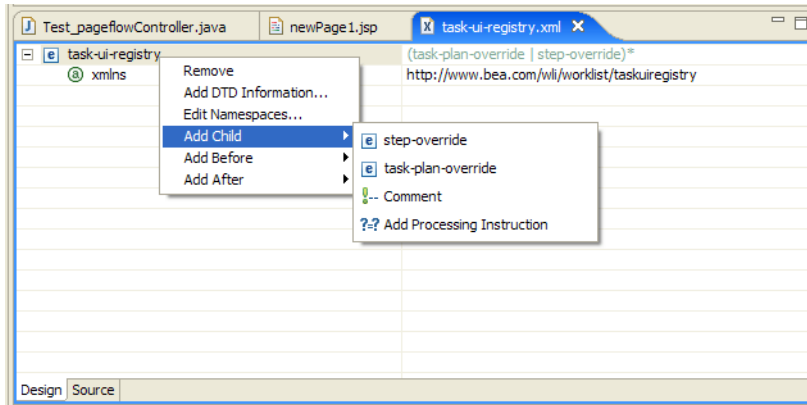 Test_pageflowController.java newPage1.jsp task-ui-registry.xml
task-ui-registry (task-plan-override | step-override)*
xmlns http://www.bea.com/wli/worklist/taskuiregistry
Remove
Add DTD Information...
Edit Namespaces...
Add Child
Add Before
Add After
step-override
task-plan-override
Comment
Add Processing Instruction
Design Source